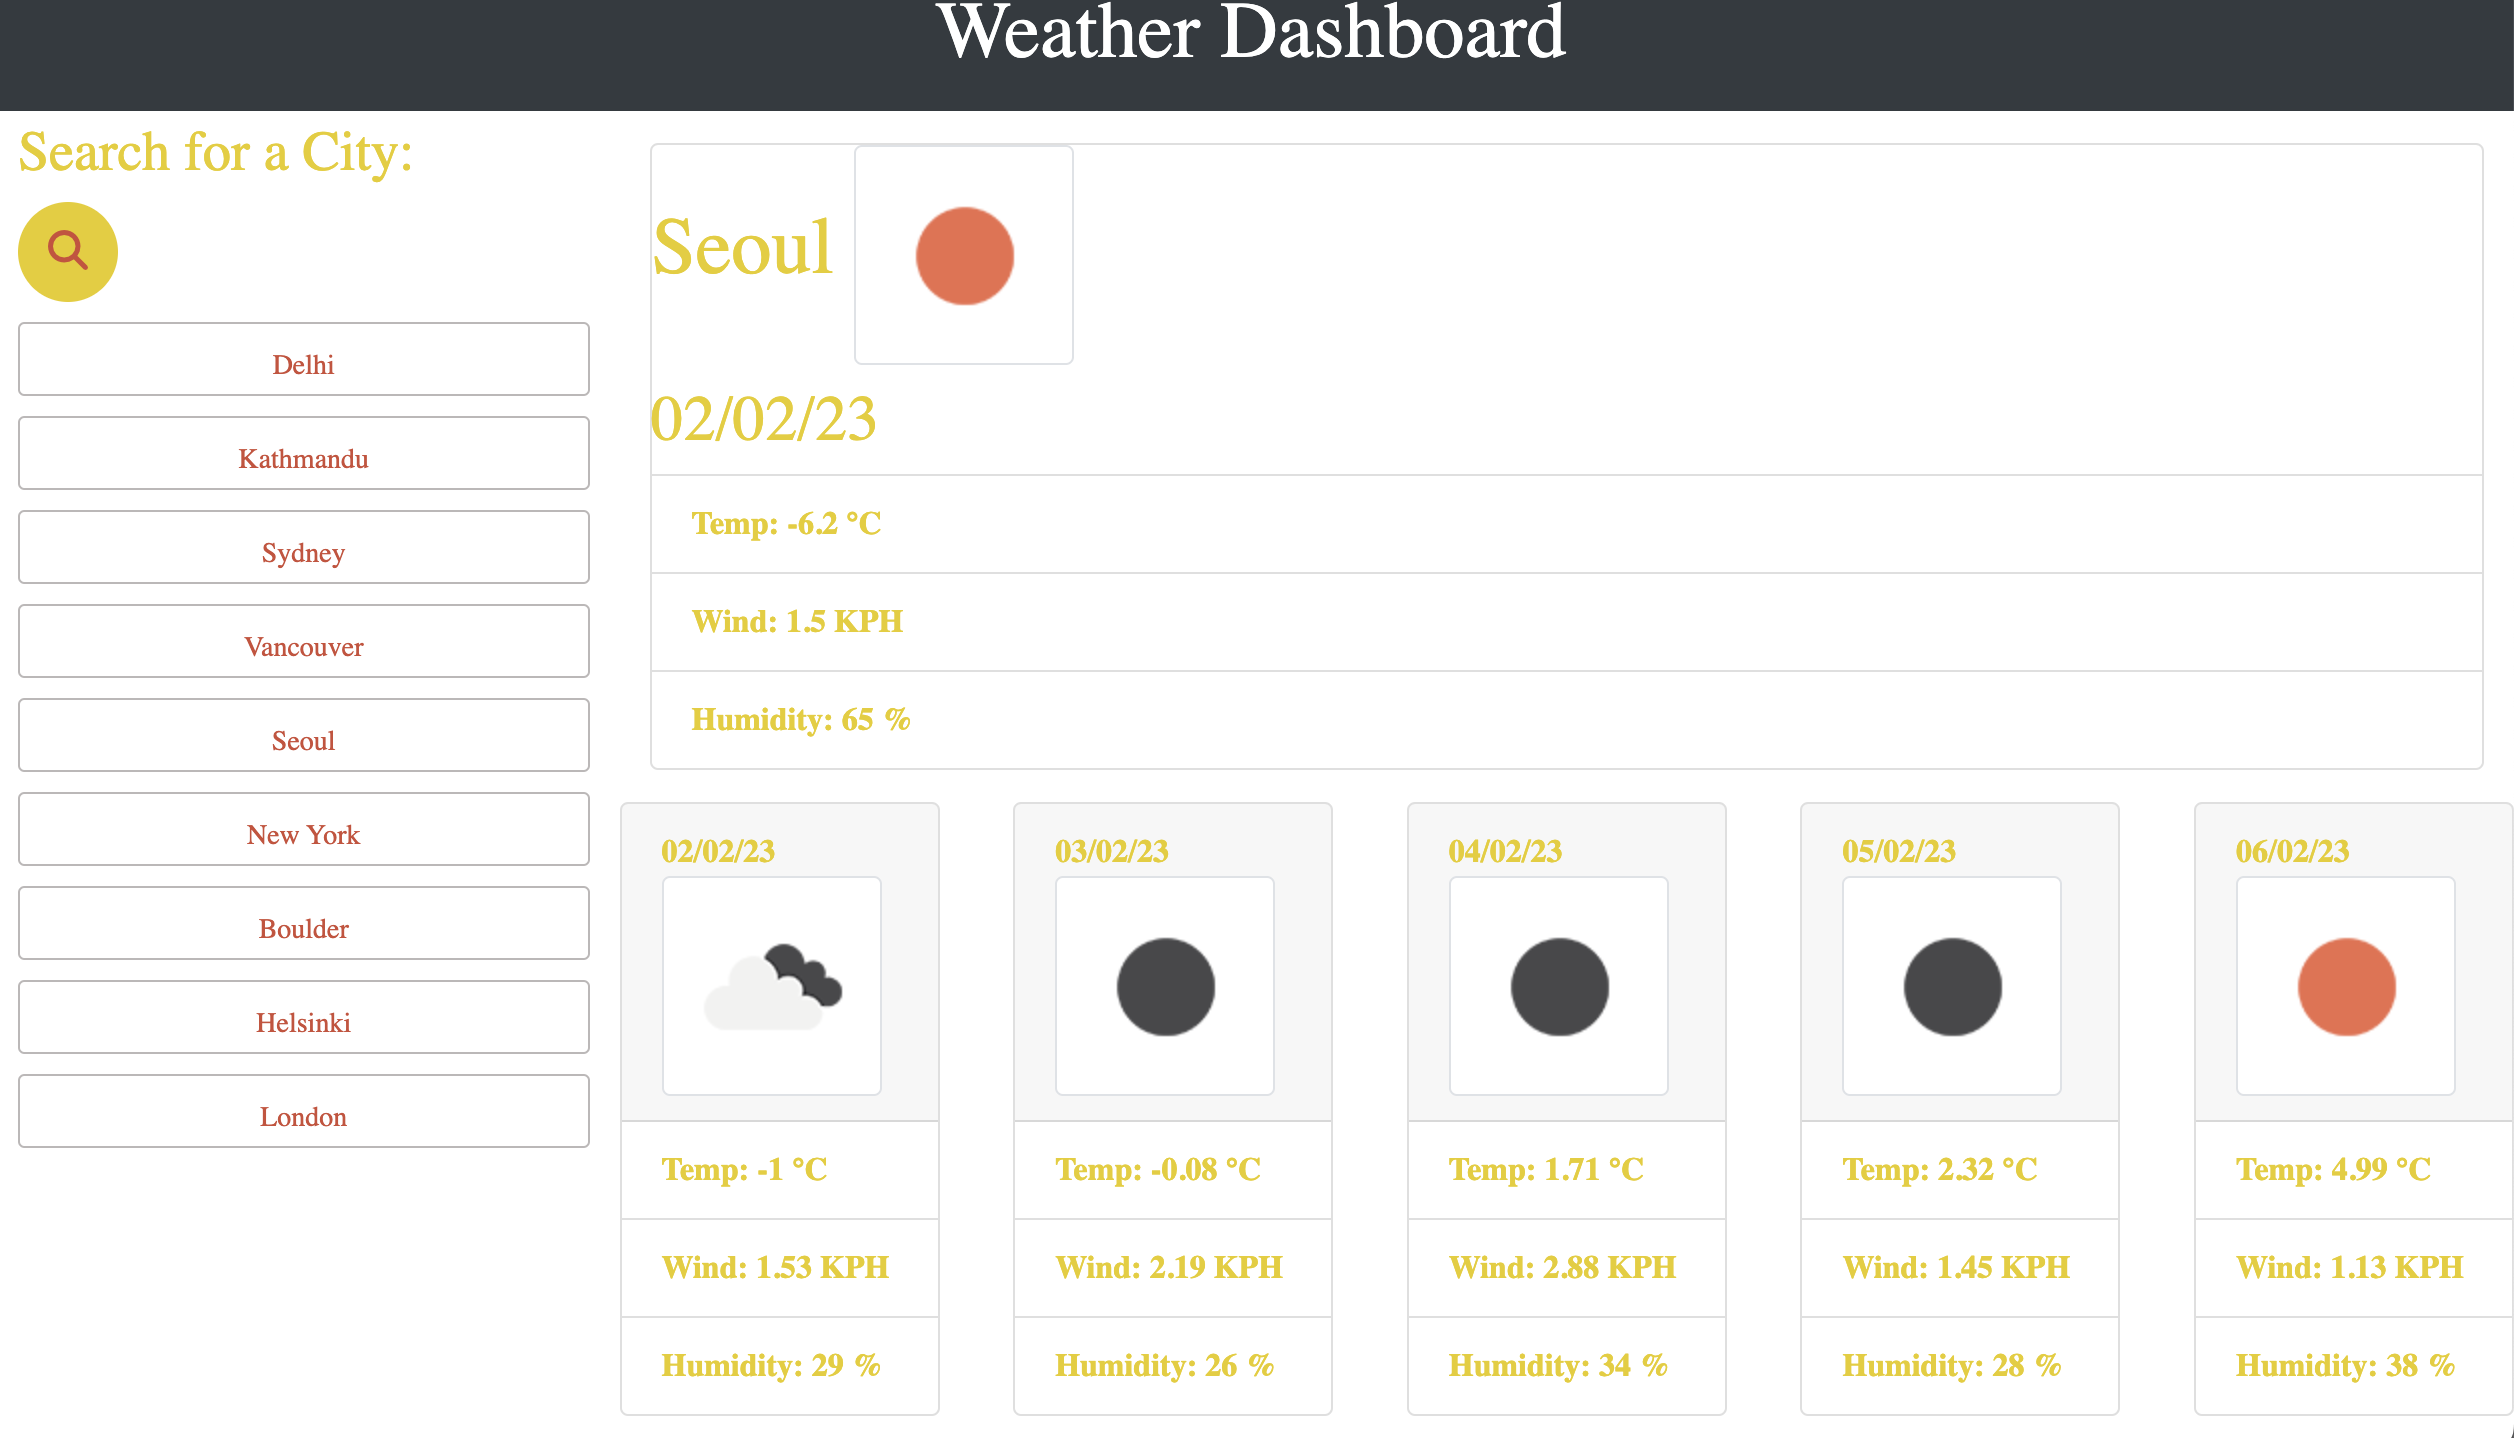 Weather Dashboard
Search for a City:
Delhi
Kathmandu
Sydney
Vancouver
Seoul
New York
Boulder
Helsinki
London
Seoul
02/02/23
Temp: -6.2 °C
Wind: 1.5 KPH
Humidity: 65 %
02/02/23
Temp: -1 °C
Wind: 1.53 KPH
Humidity: 29 %
03/02/23
Temp: -0.08 °C
Wind: 2.19 KPH
Humidity: 26 %
04/02/23
Temp: 1.71 °C
Wind: 2.88 KPH
Humidity: 34 %
05/02/23
Temp: 2.32 °C
Wind: 1.45 KPH
Humidity: 28 %
06/02/23
Temp: 4.99 °C
Wind: 1.13 KPH
Humidity: 38 %